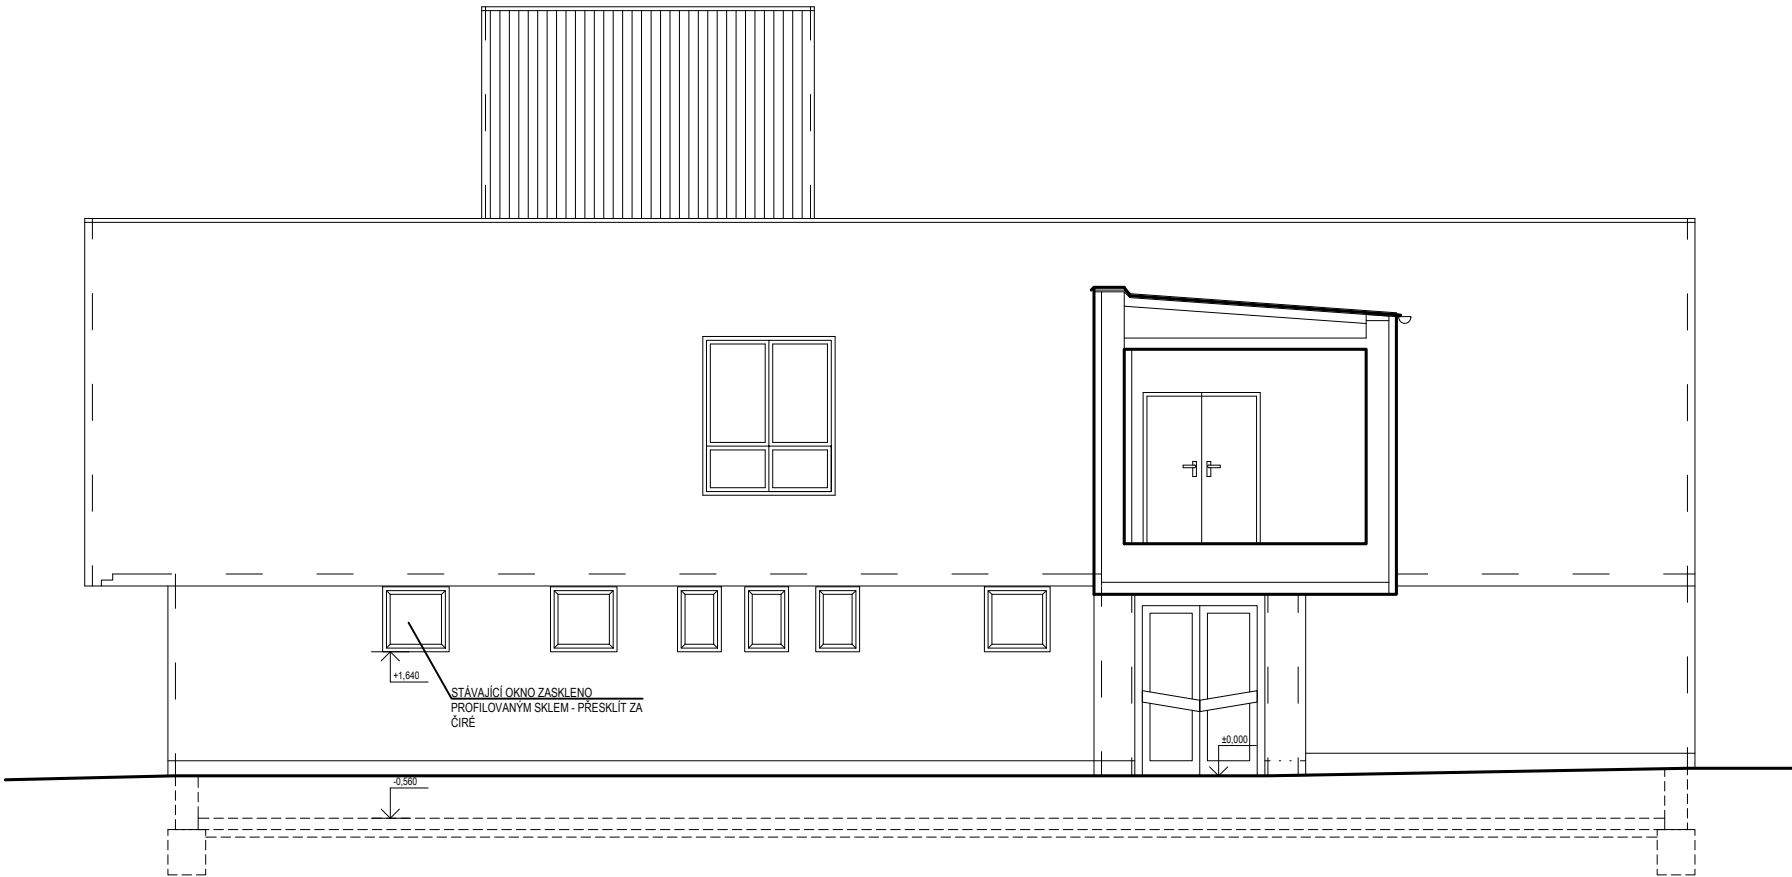 +1,640
STÁVAJÍCÍ OKNO ZASKLENO
PROFILOVANÝM SKLEM - PŘESKLÍT ZA
ČIRÉ
±0,000
-0,560